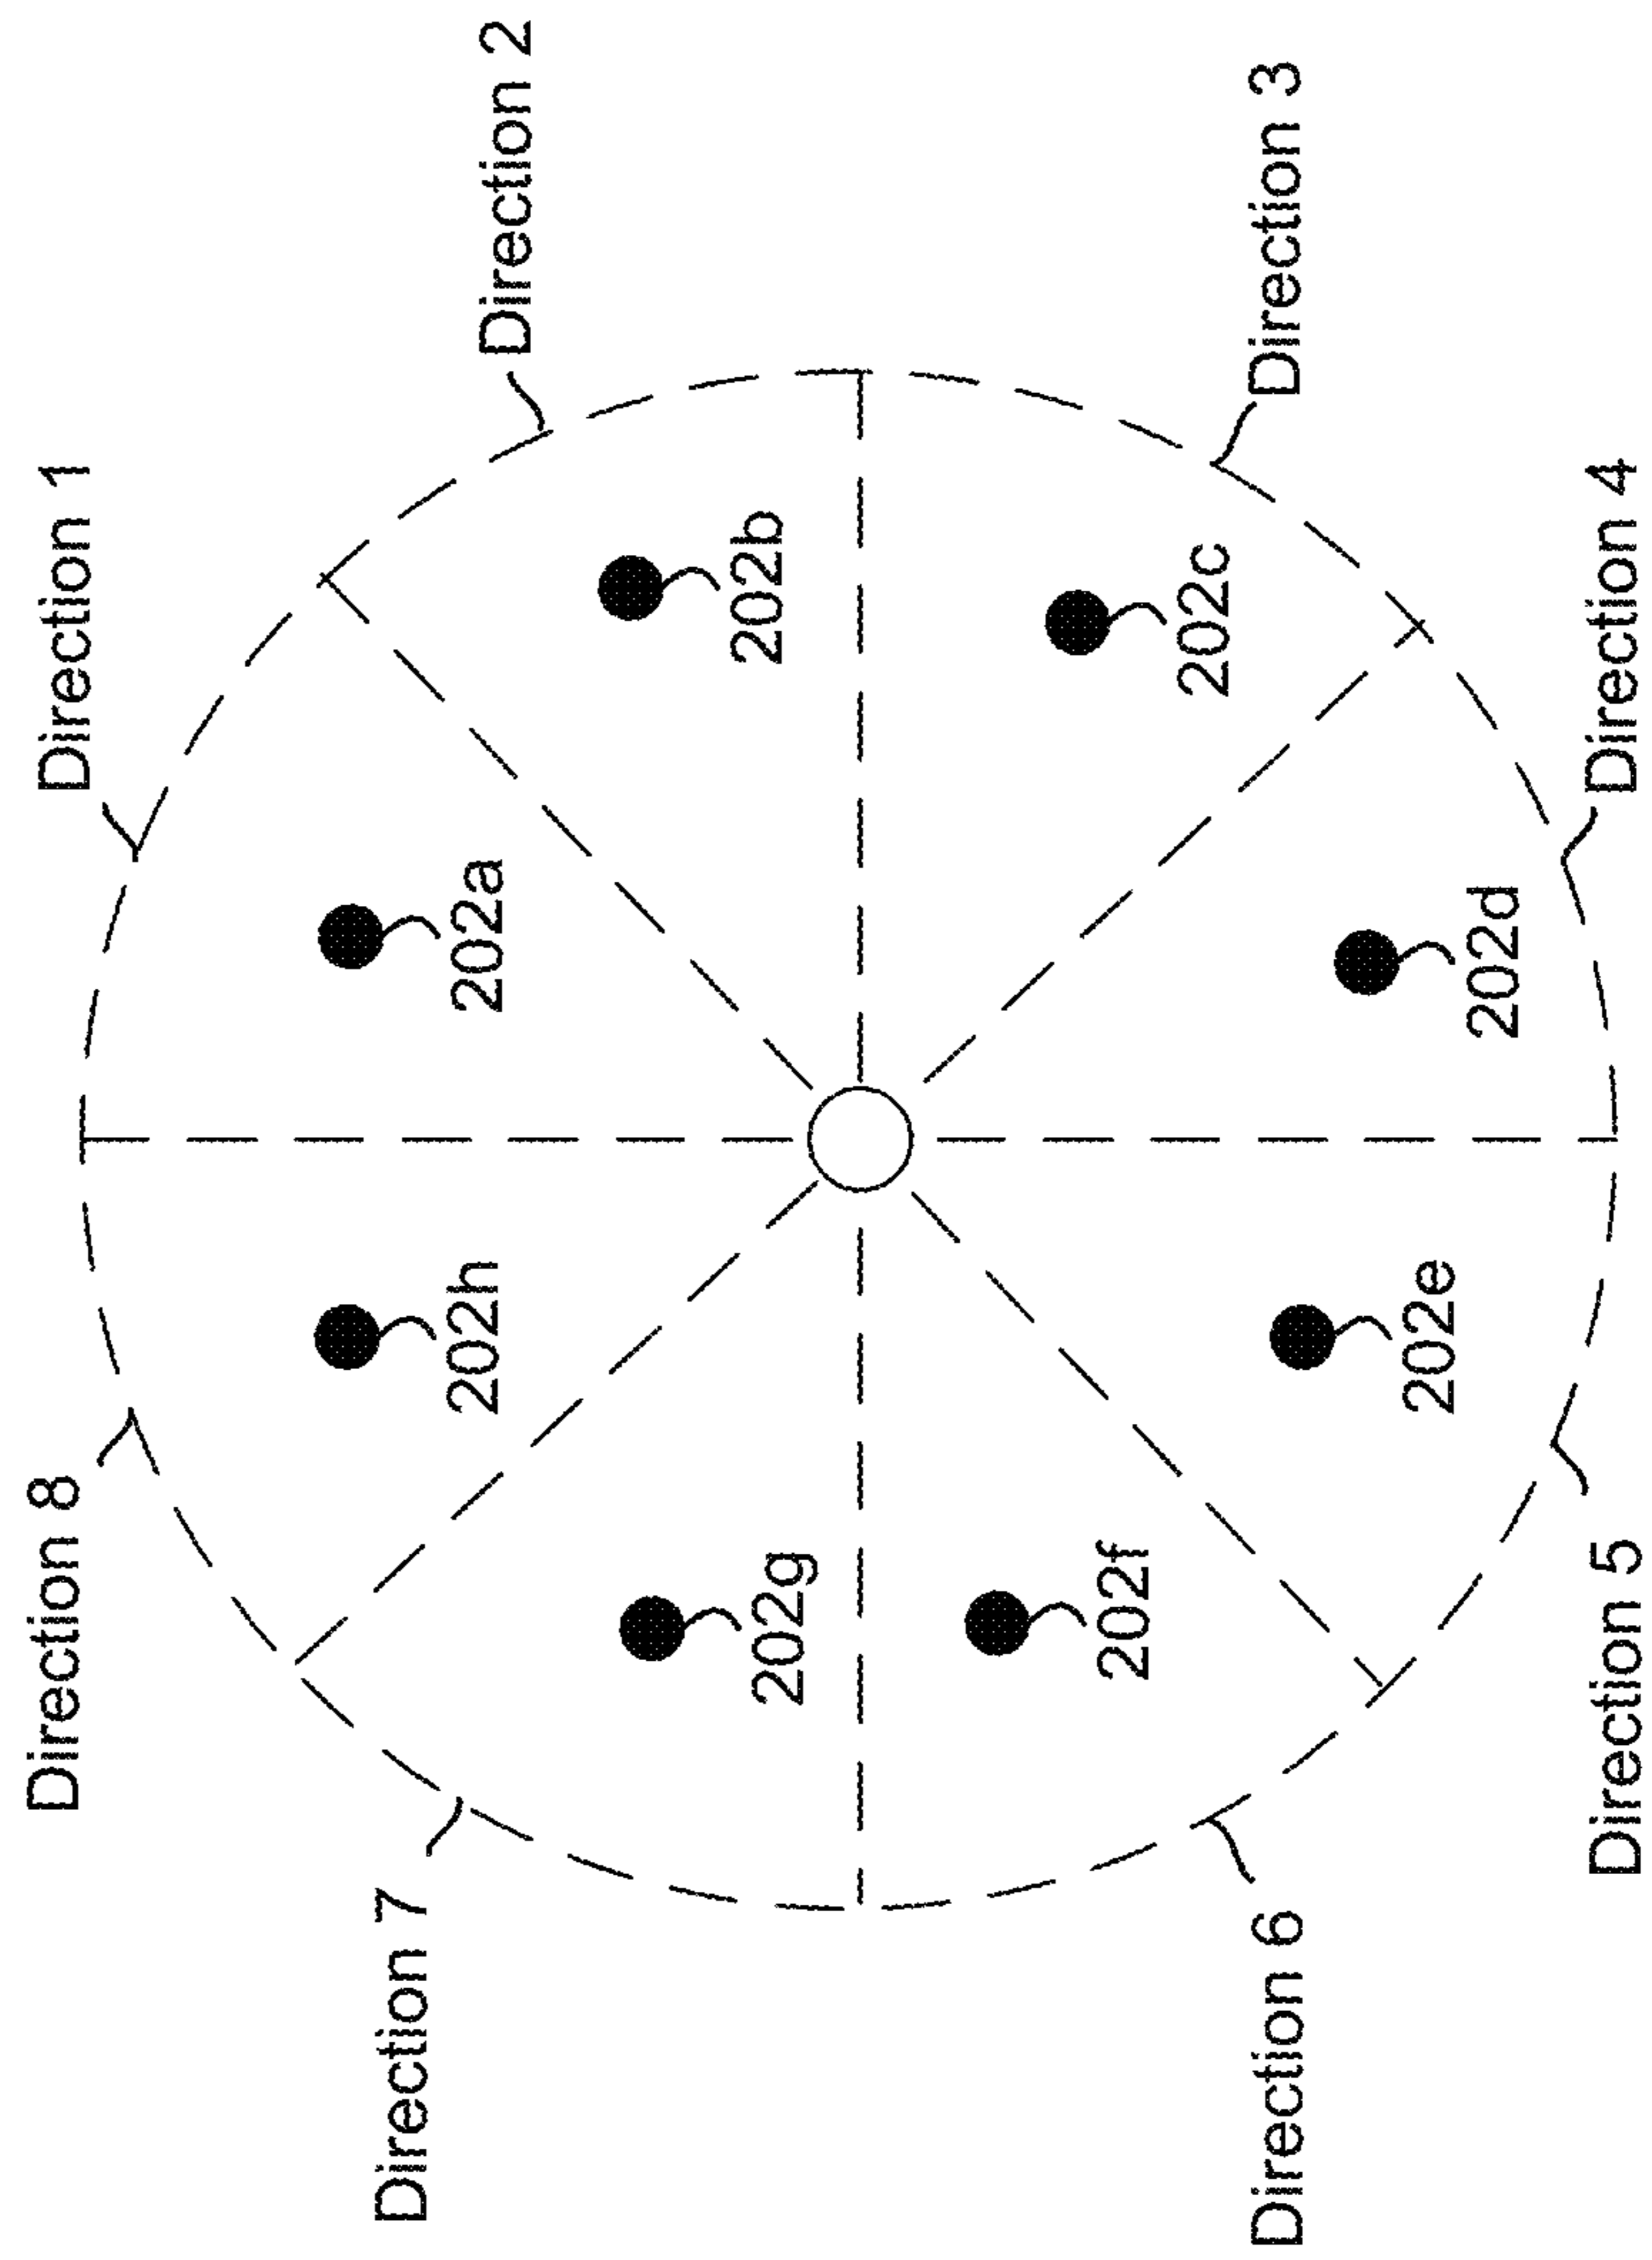 Direction 1
Direction 2
Direction 3
Direction 4
Direction 5
Direction 6
Direction 7
Direction 8
202a
202b
202c
202d
202e
202f
202g
202h